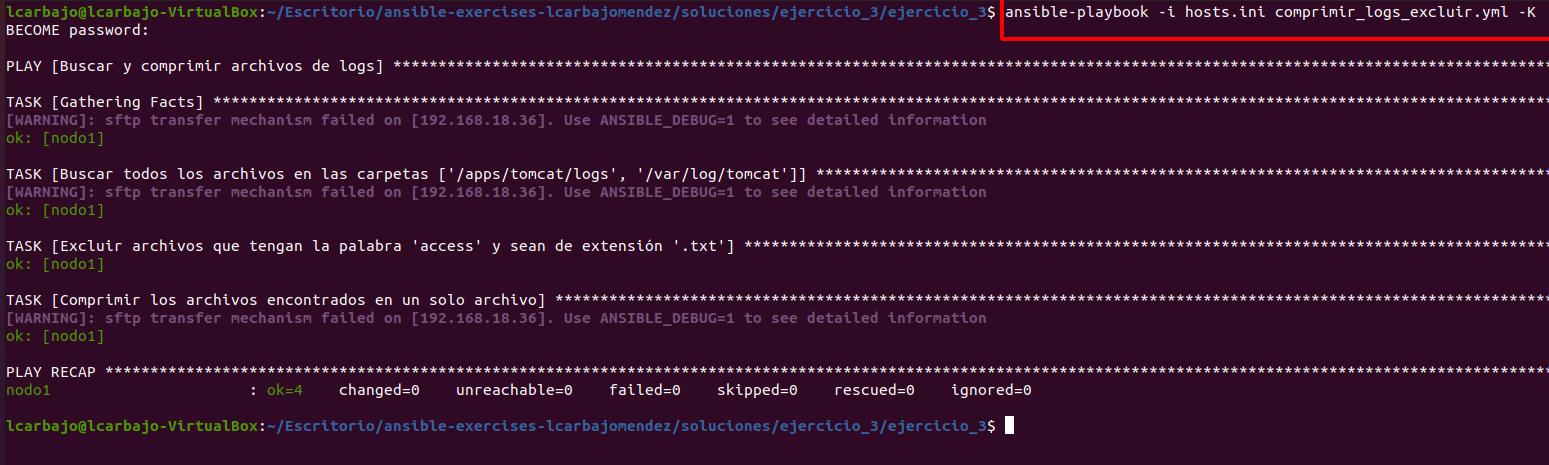 lcarbajo@lcarbajo-VirtualBox:~/Escritorio/ansible-exercises-lcarbajomendez/soluciones/ejercicio_3/ejercicio_3$ ansible-playbook -i hosts.ini comprimir_logs_excluir.yml -K
BECOME password:
PLAY [Buscar y comprimir archivos de logs] ********************************************************************************************************************************
TASK [Gathering Facts] ****************************************************************************************************************************************************
[WARNING]: sftp transfer mechanism failed on [192.168.18.36]. Use ANSIBLE_DEBUG=1 to see detailed information
ok: [nodo1]
TASK [Buscar todos los archivos en las carpetas ['/apps/tomcat/logs', '/var/log/tomcat']] *********************************************************************************
[WARNING]: sftp transfer mechanism failed on [192.168.18.36]. Use ANSIBLE_DEBUG=1 to see detailed information
ok: [nodo1]
TASK [Excluir archivos que tengan la palabra 'access' y sean de extensión '.txt'] *****************************************************************************************
ok: [nodo1]
TASK [Comprimir los archivos encontrados en un solo archivo] **************************************************************************************************************
[WARNING]: sftp transfer mechanism failed on [192.168.18.36]. Use ANSIBLE_DEBUG=1 to see detailed information
ok: [nodo1]
PLAY RECAP ****************************************************************************************************************************************************************
nodo1 : ok=4 changed=0 unreachable=0 failed=0 skipped=0 rescued=0 ignored=0
lcarbajo@lcarbajo-VirtualBox:~/Escritorio/ansible-exercises-lcarbajomendez/soluciones/ejercicio_3/ejercicio_3$